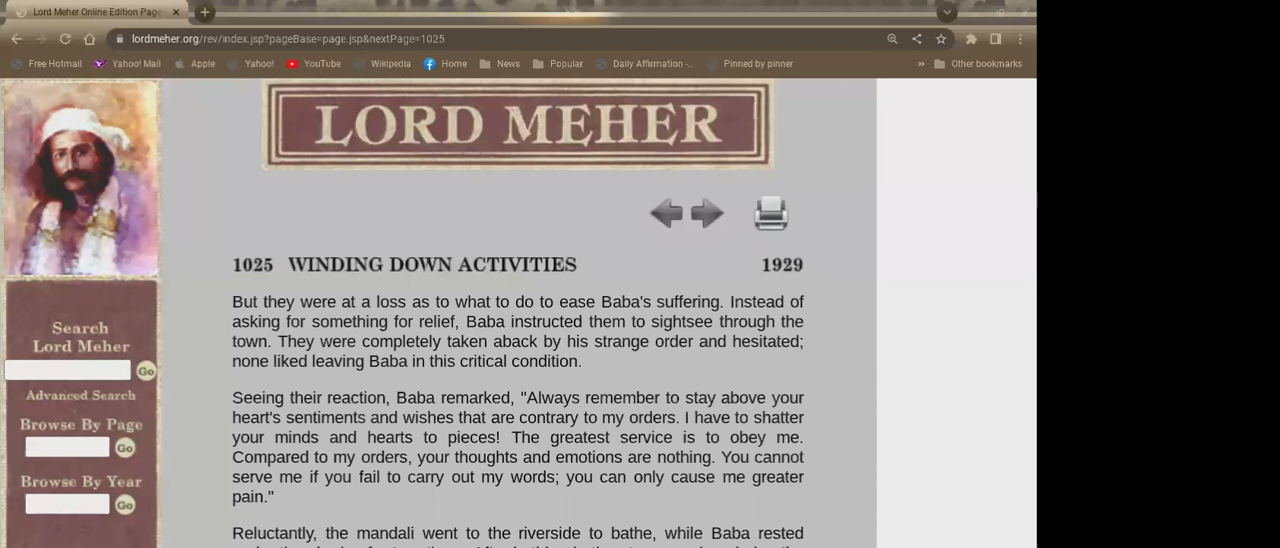 Lord Meher Online Edition Page
lordmeher.org/rev/index.jsp?pageBase=page.jsp&nextPage=1025
Free Hotmail Yahoo! Mail Apple Yahoo! YouTube Wikipedia Home News Popular Daily Affirmation -... Pinned by pinner » Other bookmarks
LORD MEHER
1025 WINDING DOWN ACTIVITIES 1929
But they were at a loss as to what to do to ease Baba's suffering. Instead of
asking for something for relief, Baba instructed them to sightsee through the
town. They were completely taken aback by his strange order and hesitated;
none liked leaving Baba in this critical condition.
Seeing their reaction, Baba remarked, "Always remember to stay above your
heart's sentiments and wishes that are contrary to my orders. I have to shatter
your minds and hearts to pieces! The greatest service is to obey me.
Compared to my orders, your thoughts and emotions are nothing. You cannot
serve me if you fail to carry out my words; you can only cause me greater
pain."
Reluctantly, the mandali went to the riverside to bathe, while Baba rested
Search
Lord Meher
Go
Advanced Search
Browse By Page
Go
Browse By Year
Go